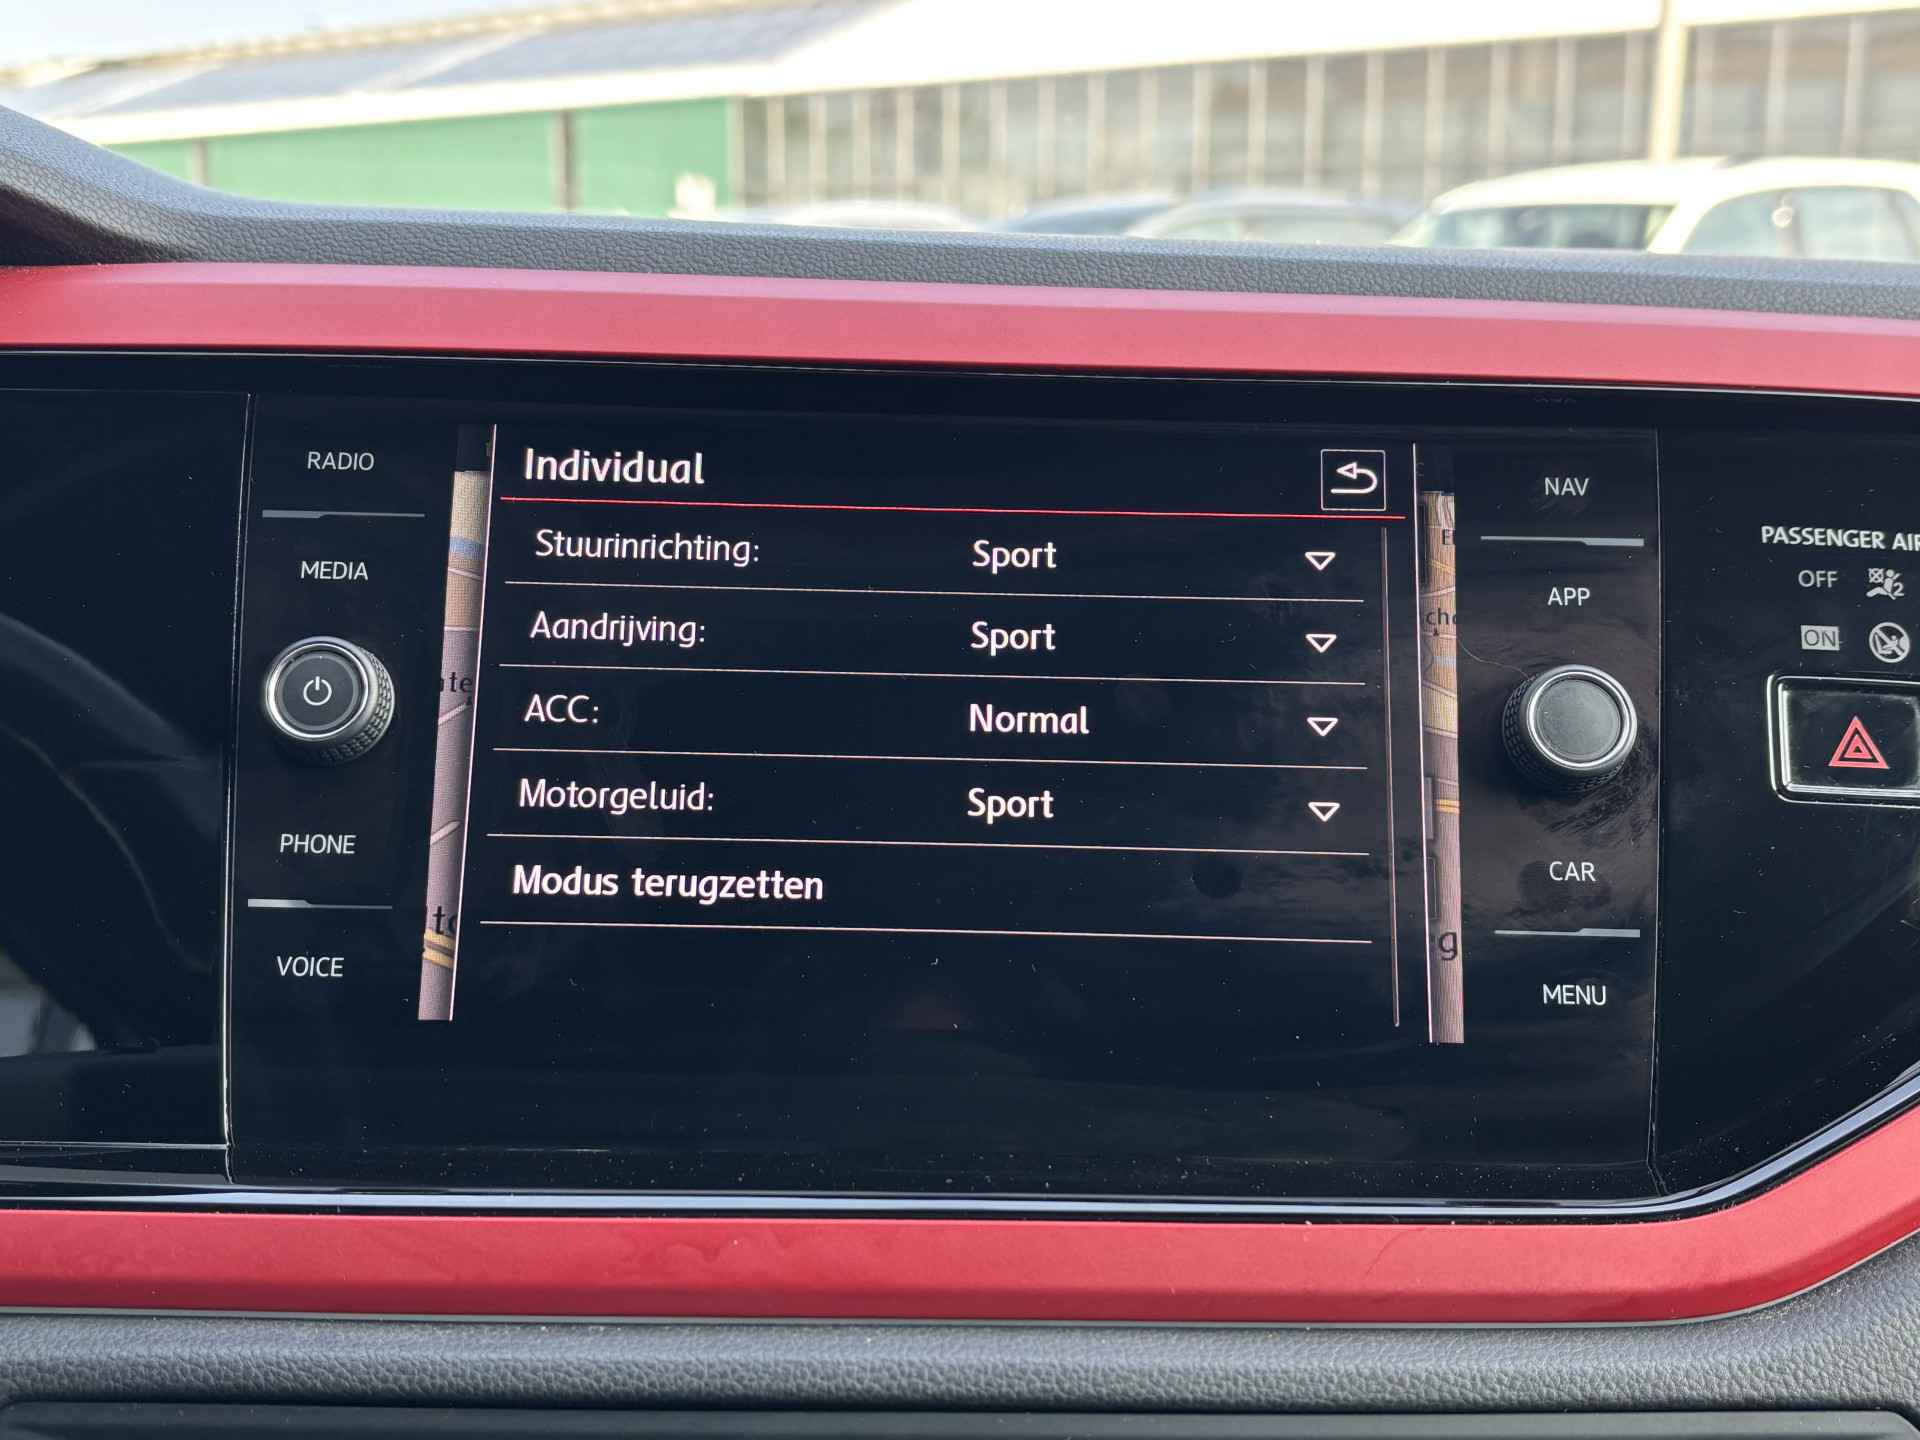 RADIO
MEDIA
PHONE
VOICE
Individual
Stuurinrichting: Sport
Aandrijving: Sport
ACC: Normal
Motorgeluid: Sport
Modus terugzetten
NAV
APP
CAR
MENU
PASSENGER AIR
OFF
ON